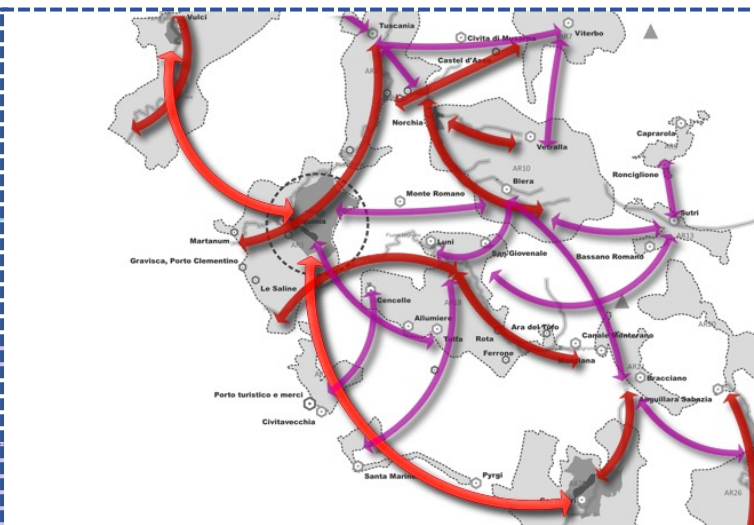 Vulci
Tuscania
Civita di Musarna
AR7
Viterbo
Castel d'Asso
Norchia
Vetralla
Caprarola
AR10
Ronciglione
Blera
Monte Romano
Sutri
AR13
Martanum
Luni
San Giovenale
Bassano Romano
Gravisca, Porto Clementino
Le Saline
Cencelle
Allumiere
Tolfa
Rota
Ara del Tufo
Canale Monterano
Ferrone
Bracciano
Anguillara Sabazia
Porto turistico e merci
Civitavecchia
Santa Marinella
Pyrgi
AR26